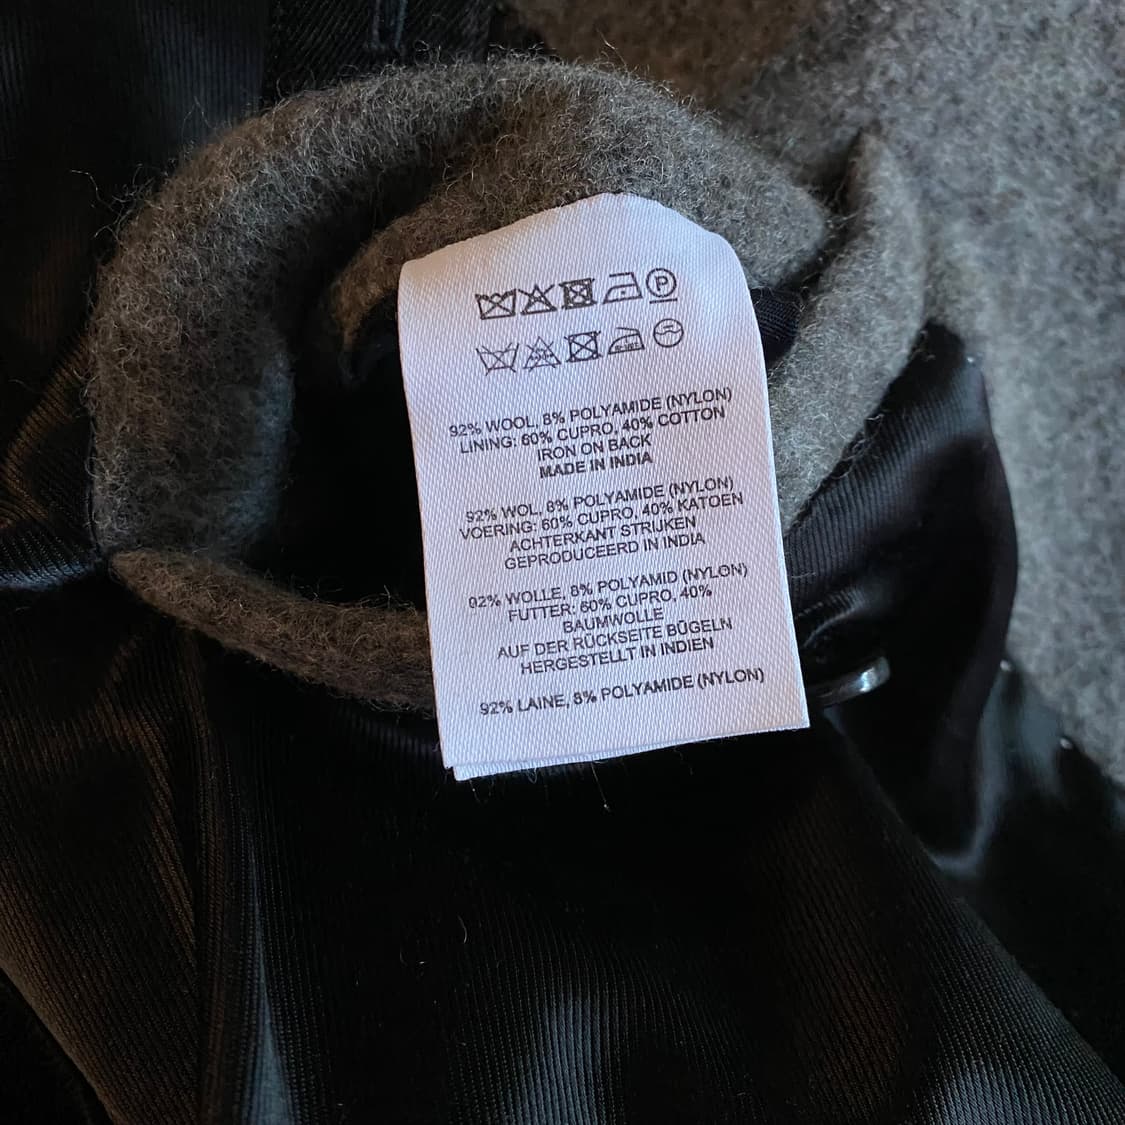 P
92% WOOL, 8% POLYAMIDE (NYLON)
LINING: 60% CUPRO, 40% COTTON
IRON ON BACK
MADE IN INDIA
92% WOL, 8% POLYAMIDE (NYLON)
VOERING: 60% CUPRO, 40% KATOEN
ACHTERKANT STRIJKEN
GEPRODUCEERD IN INDIA
92% WOLLE, 8% POLYAMID (NYLON)
FUTTER: 60% CUPRO, 40%
BAUMWOLLE
AUF DER RÜCKSEITE BÜGELN
HERGESTELLT IN INDIEN
92% LAINE, 8% POLYAMIDE (NYLON)